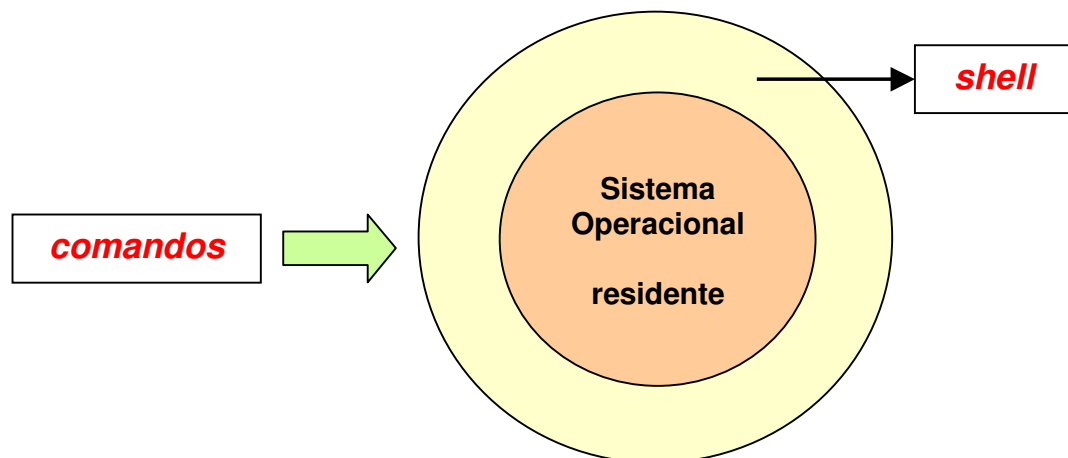 shell
Sistema
Operacional
residente
comandos